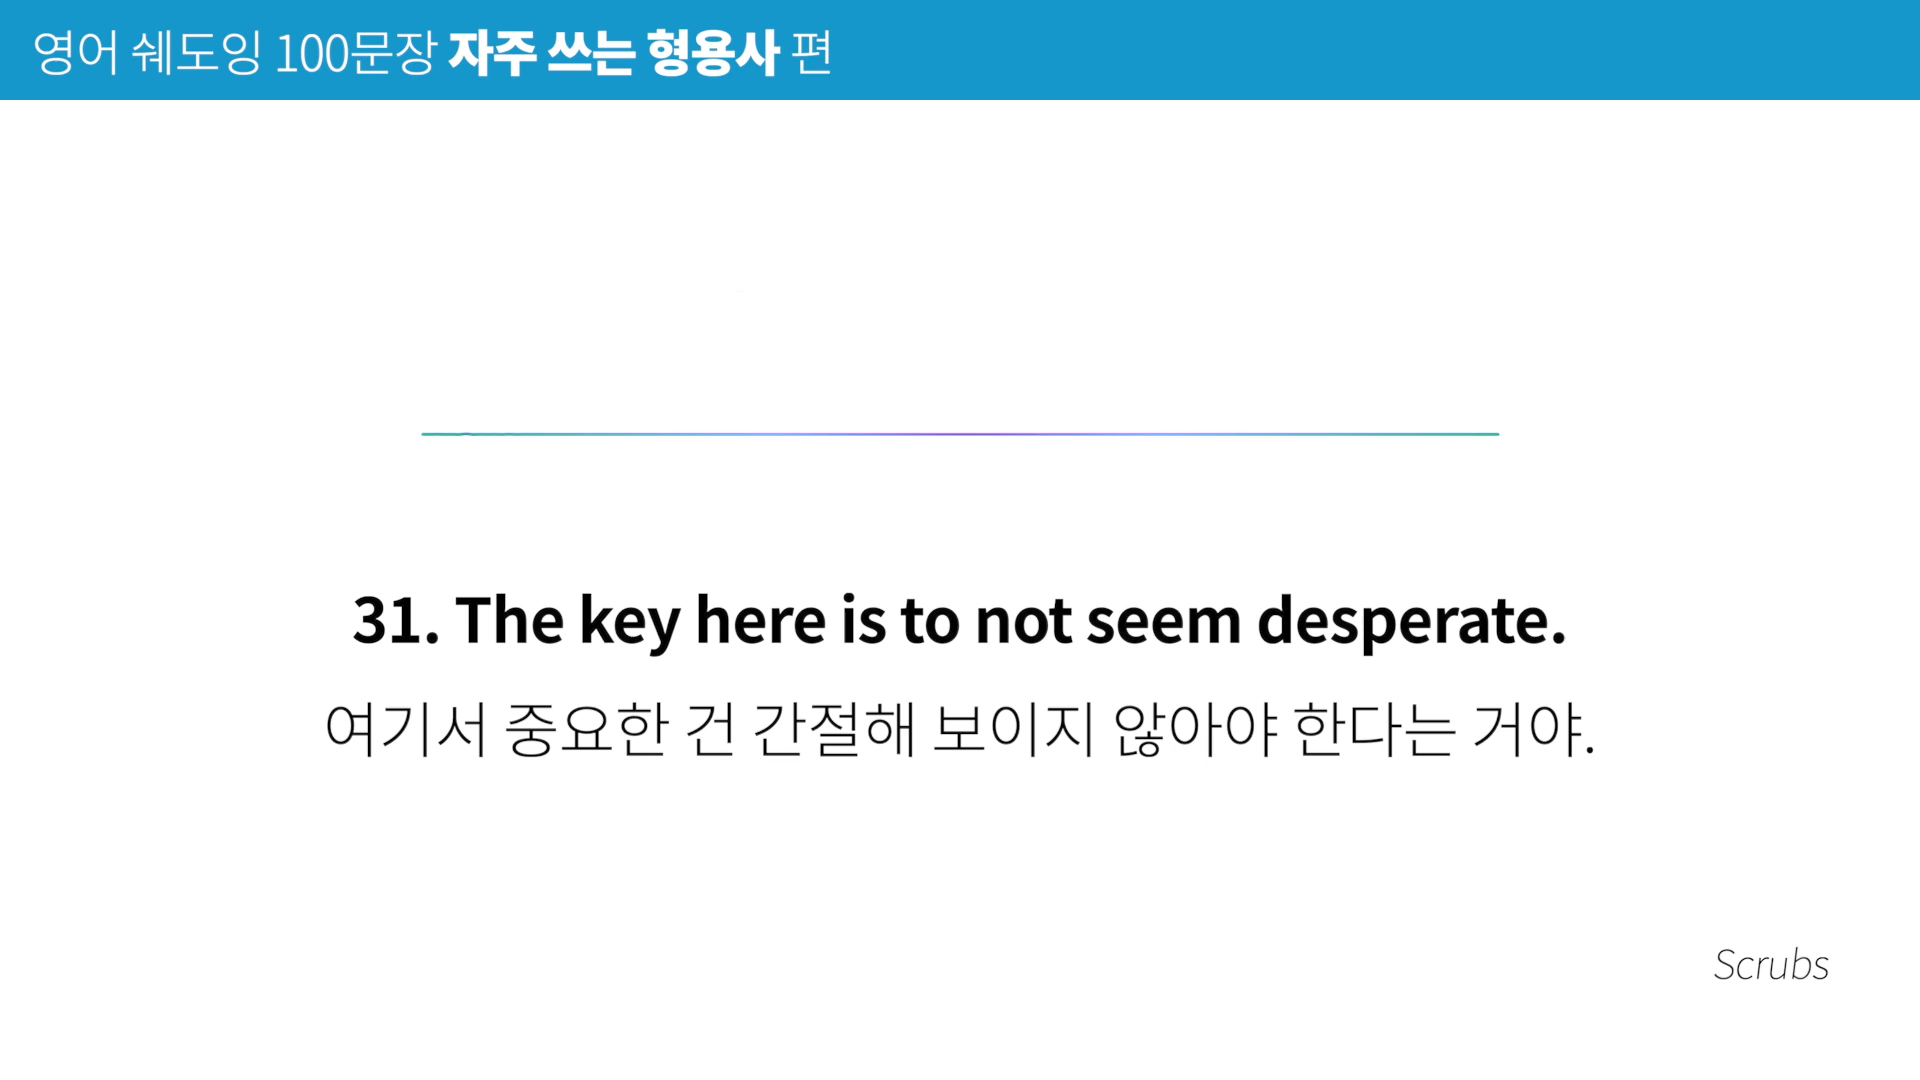 영어 쉐도잉 100문장 자주 쓰는 형용사 편
31. The key here is to not seem desperate.
여기서 중요한 건 간절해 보이지 않아야 한다는 거야.
Scrubs